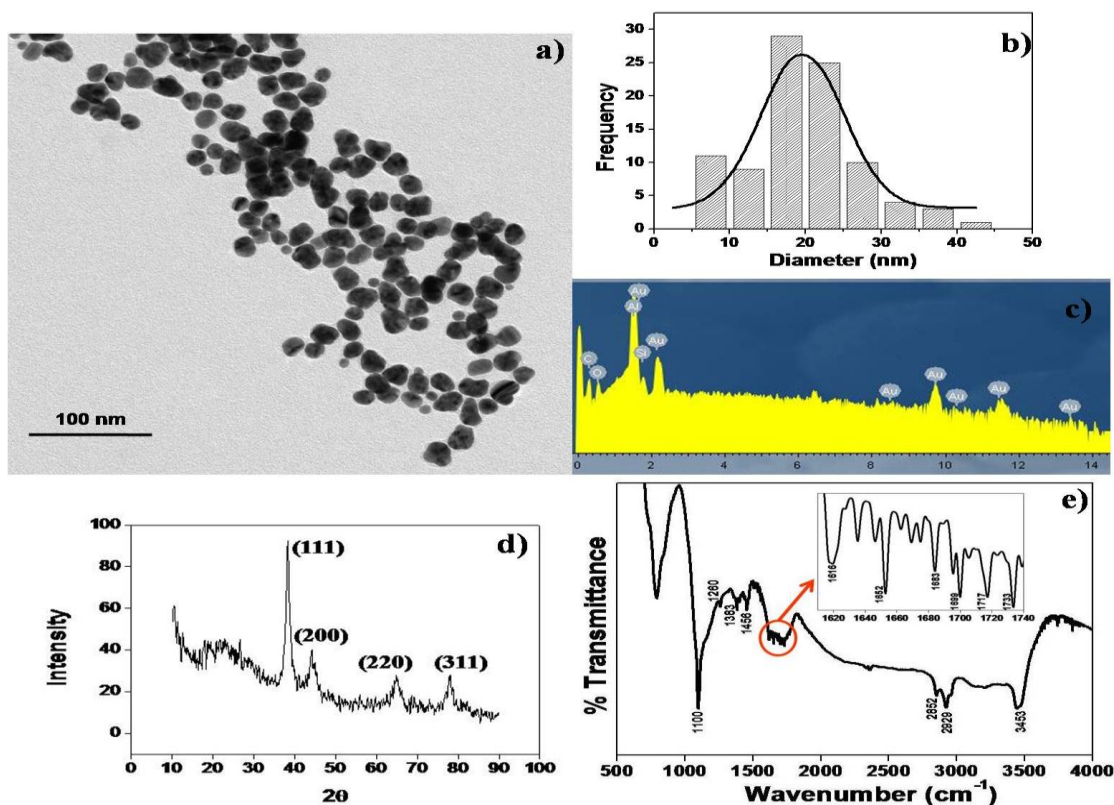 a)
100 nm
b)
Frequency
30
25
20
15
10
5
0
0 10 20 30 40 50
Diameter (nm)
c)
Au
Al
Si
Au
C
O
Au
Au
Au
Au
Au
0 2 4 6 8 10 12 14
d)
Intensity
100
80
60
40
20
0
(111)
(200)
(220)
(311)
0 10 20 30 40 50 60 70 80 90 100
2θ
e)
% Transmittance
1616
1652
1683
1699
1717
1733
1620 1640 1660 1680 1700 1720 1740
1260
1383
1456
1100
2852
2929
3453
500 1000 1500 2000 2500 3000 3500 4000
Wavenumber (cm-1)